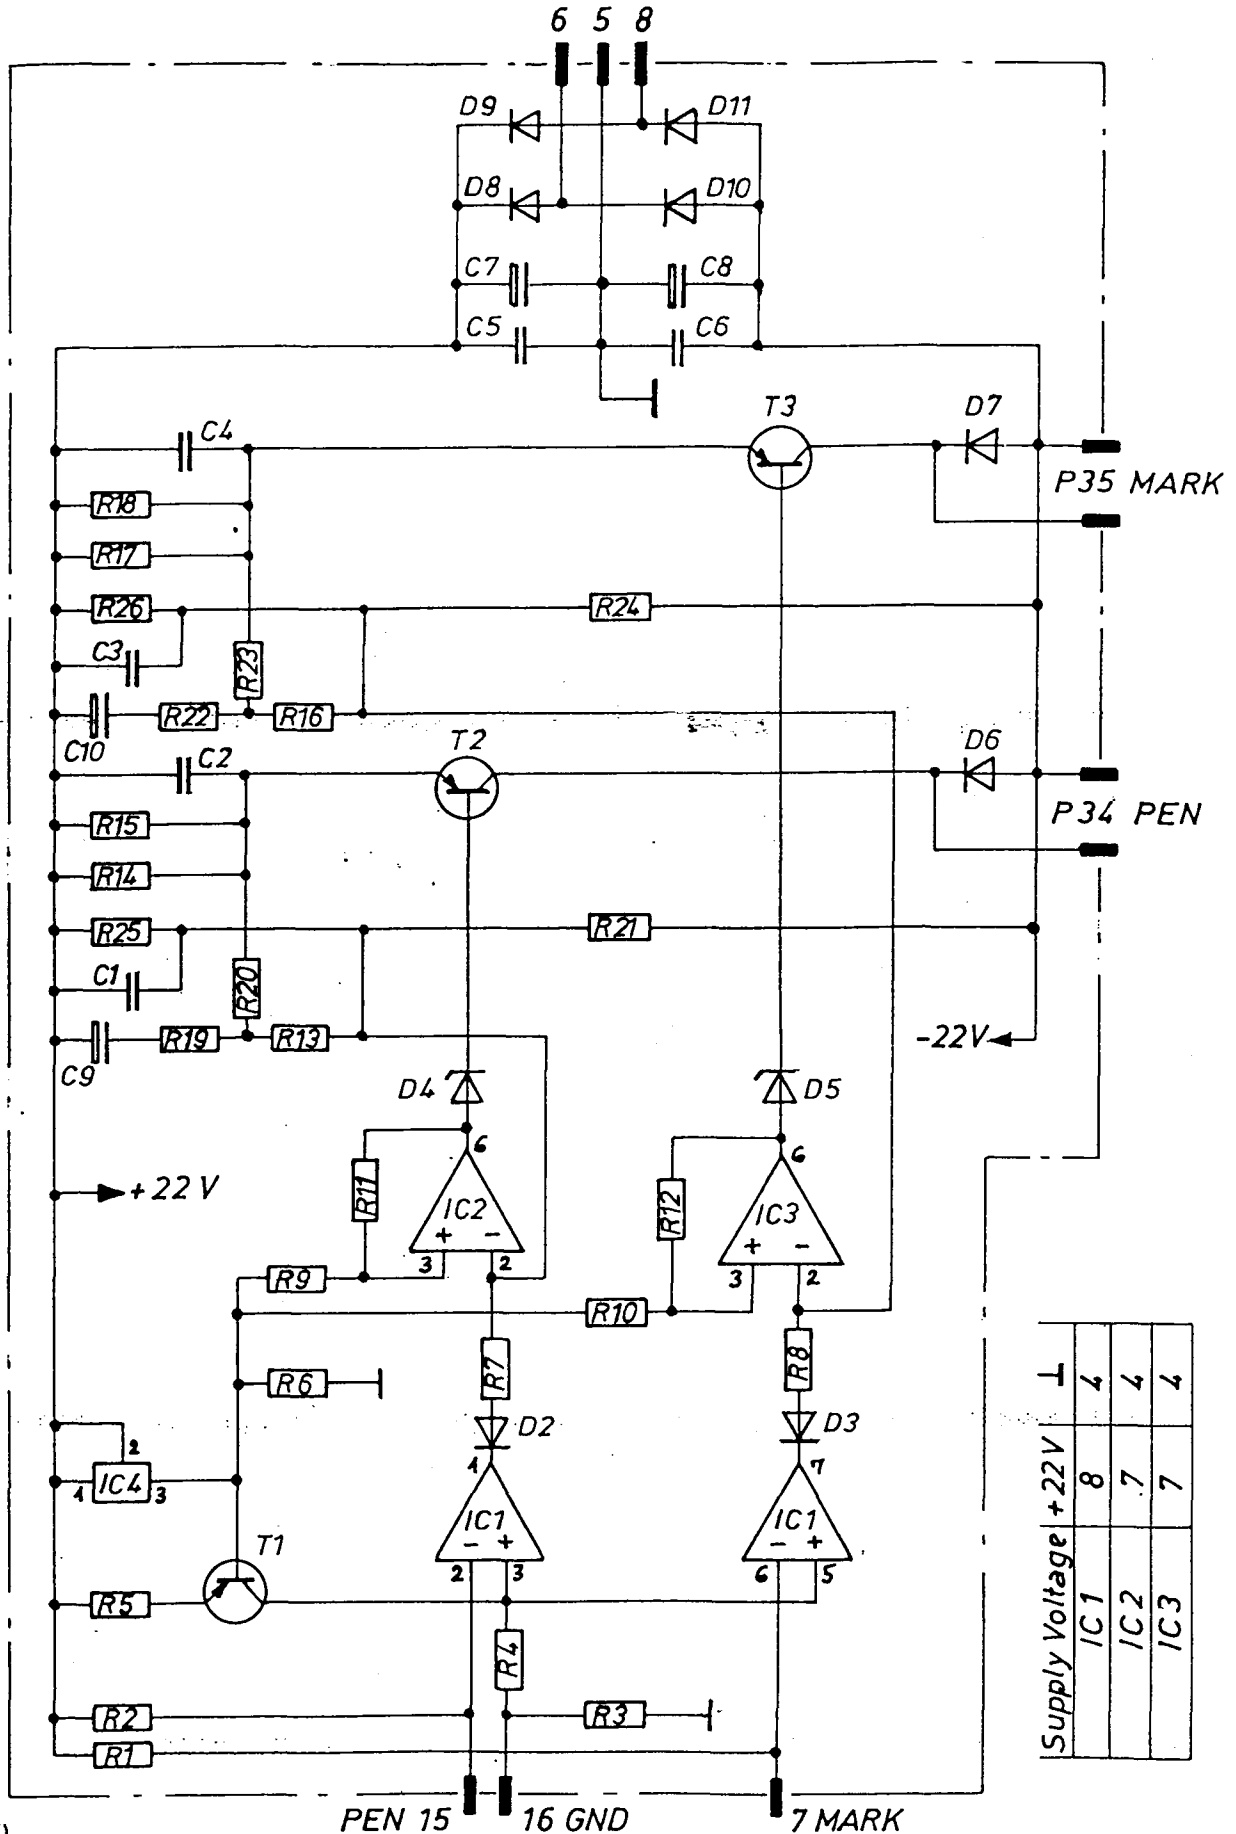 6 5 8
D9 D11
D8 D10
C7 C8
C5 C6
T3 D7
C4
P35 MARK
R18
R17
R26 R24
C3
R23
R22 R16
C10
T2 D6
C2
P34 PEN
R15
R14
R25 R21
C1
R20
R19 R13
-22V
C9
D4 D5
6 6
+22V
R11 R12
IC2 IC3
+ - + -
3 2 3 2
R9
R10
R7 R8
R6
D2 D3
2
1 IC4 3
1 7
IC1 IC1
- + - +
2 3 6 5
T1
R5
R4
R2 R3
R1
PEN 15 16 GND 7 MARK
Supply Voltage +22V ⊥
IC1 8 4
IC2 7 4
IC3 7 4